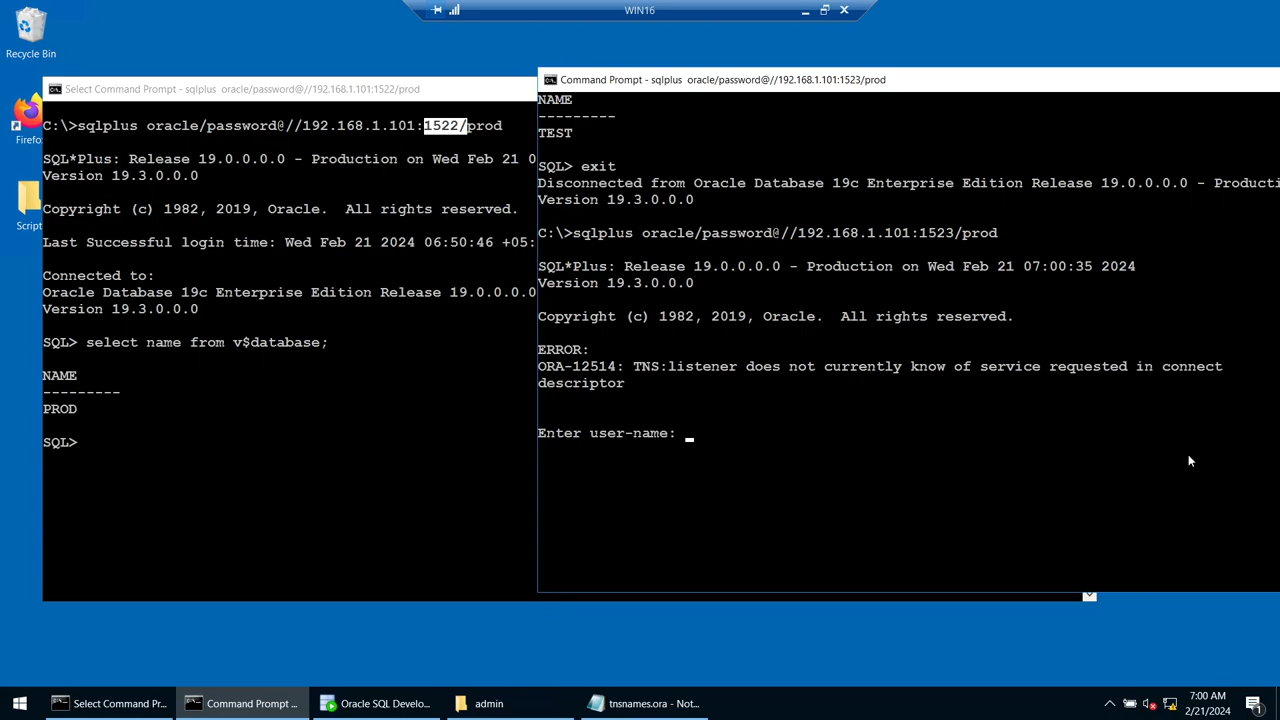 WIN16
Recycle Bin
Firefo
Script
Select Command Prompt - sqlplus oracle/password@//192.168.1.101:1522/prod
C:\>sqlplus oracle/password@//192.168.1.101:1522/prod
SQL*Plus: Release 19.0.0.0.0 - Production on Wed Feb 21 0
Version 19.3.0.0.0
Copyright (c) 1982, 2019, Oracle. All rights reserved.
Last Successful login time: Wed Feb 21 2024 06:50:46 +05:
Connected to:
Oracle Database 19c Enterprise Edition Release 19.0.0.0.0
Version 19.3.0.0.0
SQL> select name from v$database;
NAME
---------
PROD
SQL>
Command Prompt - sqlplus oracle/password@//192.168.1.101:1523/prod
NAME
---------
TEST
SQL> exit
Disconnected from Oracle Database 19c Enterprise Edition Release 19.0.0.0.0 - Producti
Version 19.3.0.0.0
C:\>sqlplus oracle/password@//192.168.1.101:1523/prod
SQL*Plus: Release 19.0.0.0.0 - Production on Wed Feb 21 07:00:35 2024
Version 19.3.0.0.0
Copyright (c) 1982, 2019, Oracle. All rights reserved.
ERROR:
ORA-12514: TNS:listener does not currently know of service requested in connect
descriptor
Enter user-name:
Select Command Pr...
Command Prompt ...
Oracle SQL Develo...
admin
tnsnames.ora - Not...
7:00 AM
2/21/2024
1